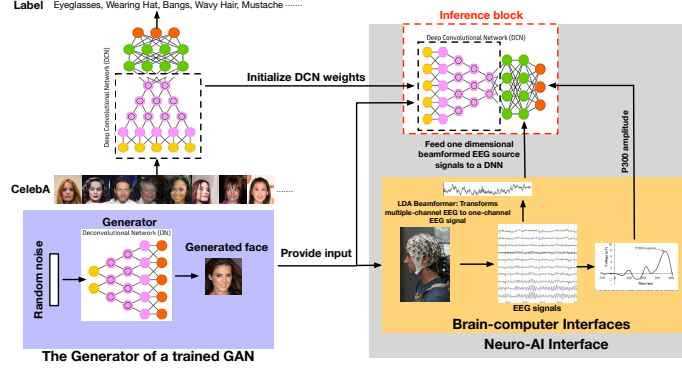 Label
Eyeglasses, Wearing Hat, Bangs, Wavy Hair, Mustache ......
Deep Convolutional Network (DCN)
CelebA
Generator
Deconvolutional Network (DN)
Generated face
Random noise
The Generator of a trained GAN
Initialize DCN weights
Provide input
Inference block
Deep Convolutional Network (DCN)
Feed one dimensional
beamformed EEG source
signals to a DNN
P300 amplitude
LDA Beamformer: Transforms
multiple-channel EEG to one-channel
EEG signal
EEG signals
P300 response
Time (ms)
Brain-computer Interfaces
Neuro-AI Interface